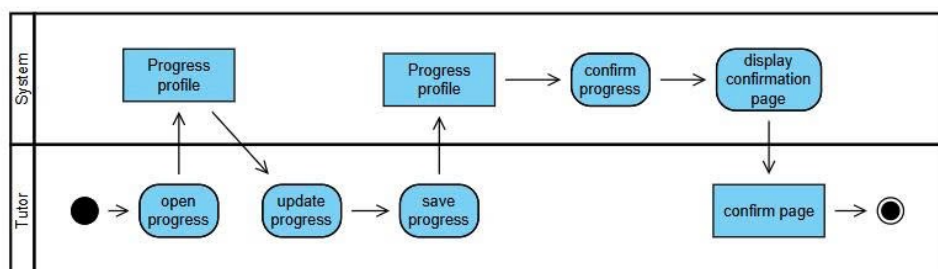 System
Progress
profile
Progress
profile
confirm
progress
display
confirmation
page
Tutor
open
progress
update
progress
save
progress
confirm page